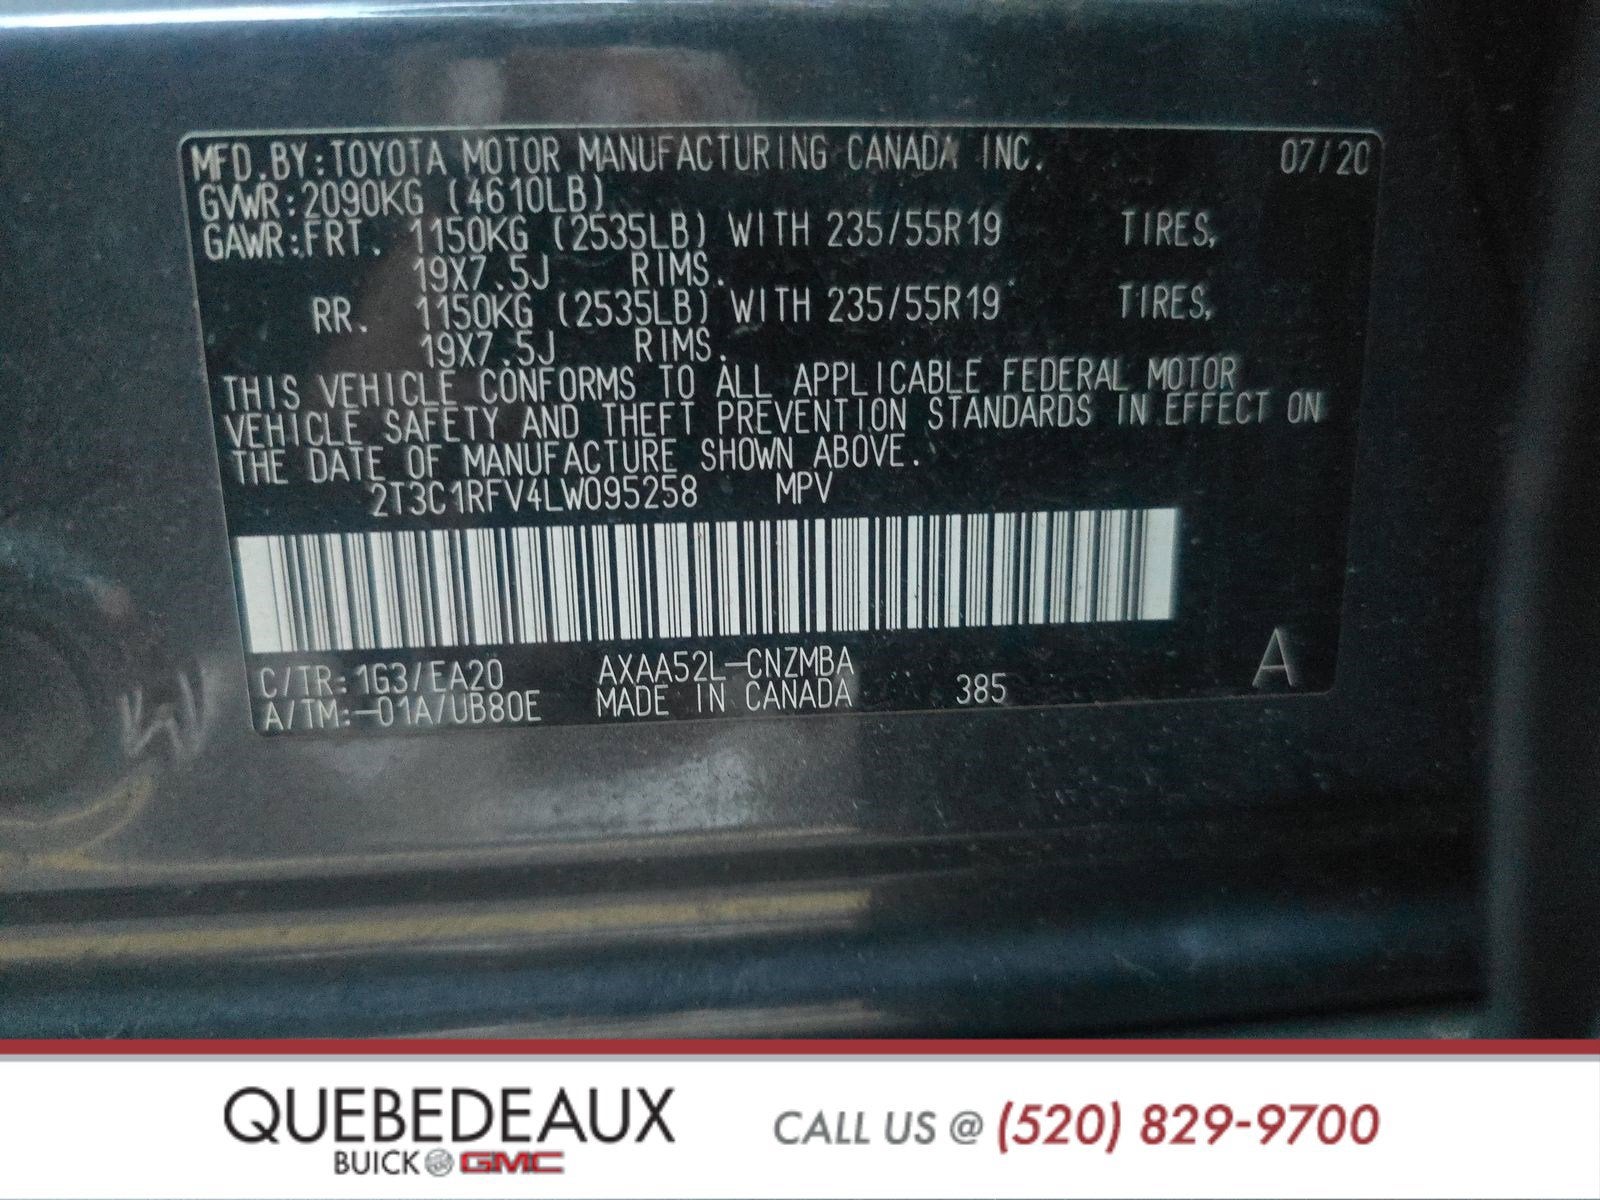 MFD.BY:TOYOTA MOTOR MANUFACTURING CANADA INC. 07/20
GVWR:2090KG (4610LB)
GAWR:FRT. 1150KG (2535LB) WITH 235/55R19 TIRES,
19X7.5J RIMS.
RR. 1150KG (2535LB) WITH 235/55R19 TIRES,
19X7.5J RIMS.
THIS VEHICLE CONFORMS TO ALL APPLICABLE FEDERAL MOTOR
VEHICLE SAFETY AND THEFT PREVENTION STANDARDS IN EFFECT ON
THE DATE OF MANUFACTURE SHOWN ABOVE.
2T3C1RFV4LW095258 MPV
C/TR:1G3/EA20 AXAA52L-CNZMBA
A/TM:-01A/UB80E MADE IN CANADA 385 A
QUEBEDEAUX
BUICK GMC
CALL US @ (520) 829-9700